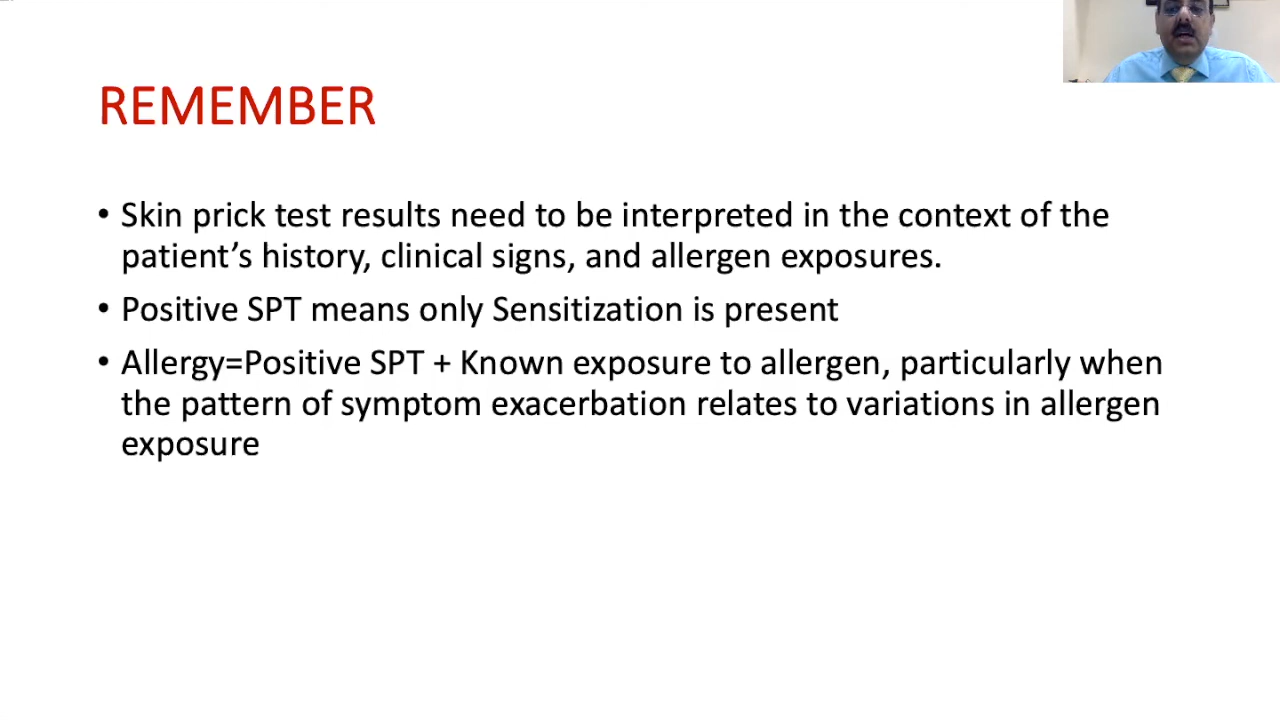 REMEMBER
• Skin prick test results need to be interpreted in the context of the
patient’s history, clinical signs, and allergen exposures.
• Positive SPT means only Sensitization is present
• Allergy=Positive SPT + Known exposure to allergen, particularly when
the pattern of symptom exacerbation relates to variations in allergen
exposure